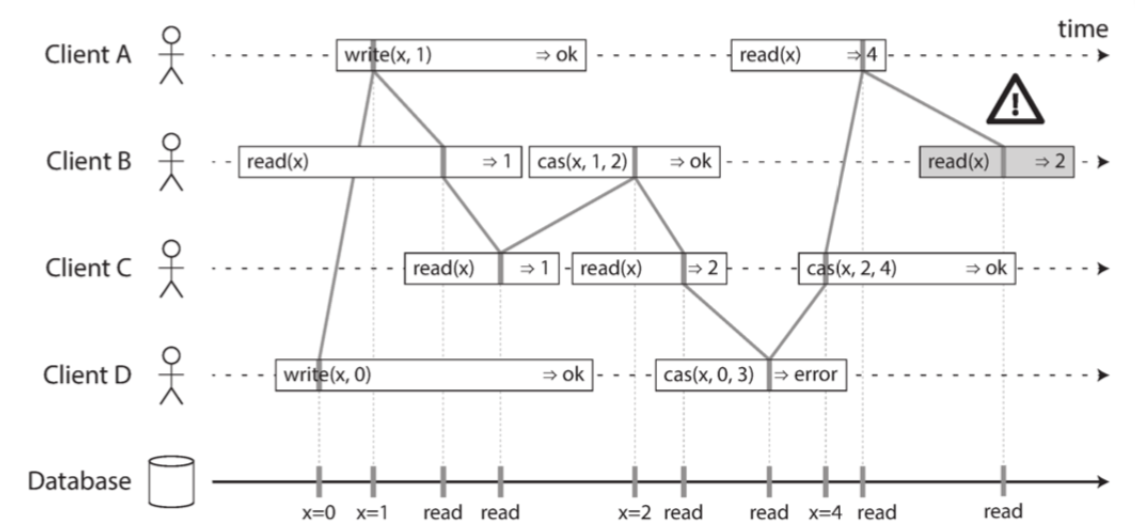 time
Client A
write(x, 1) ⇒ ok
read(x) ⇒ 4
Client B
read(x) ⇒ 1
cas(x, 1, 2) ⇒ ok
read(x) ⇒ 2
Client C
read(x) ⇒ 1
read(x) ⇒ 2
cas(x, 2, 4) ⇒ ok
Client D
write(x, 0) ⇒ ok
cas(x, 0, 3) ⇒ error
Database
x=0 x=1 read read x=2 read read x=4 read read